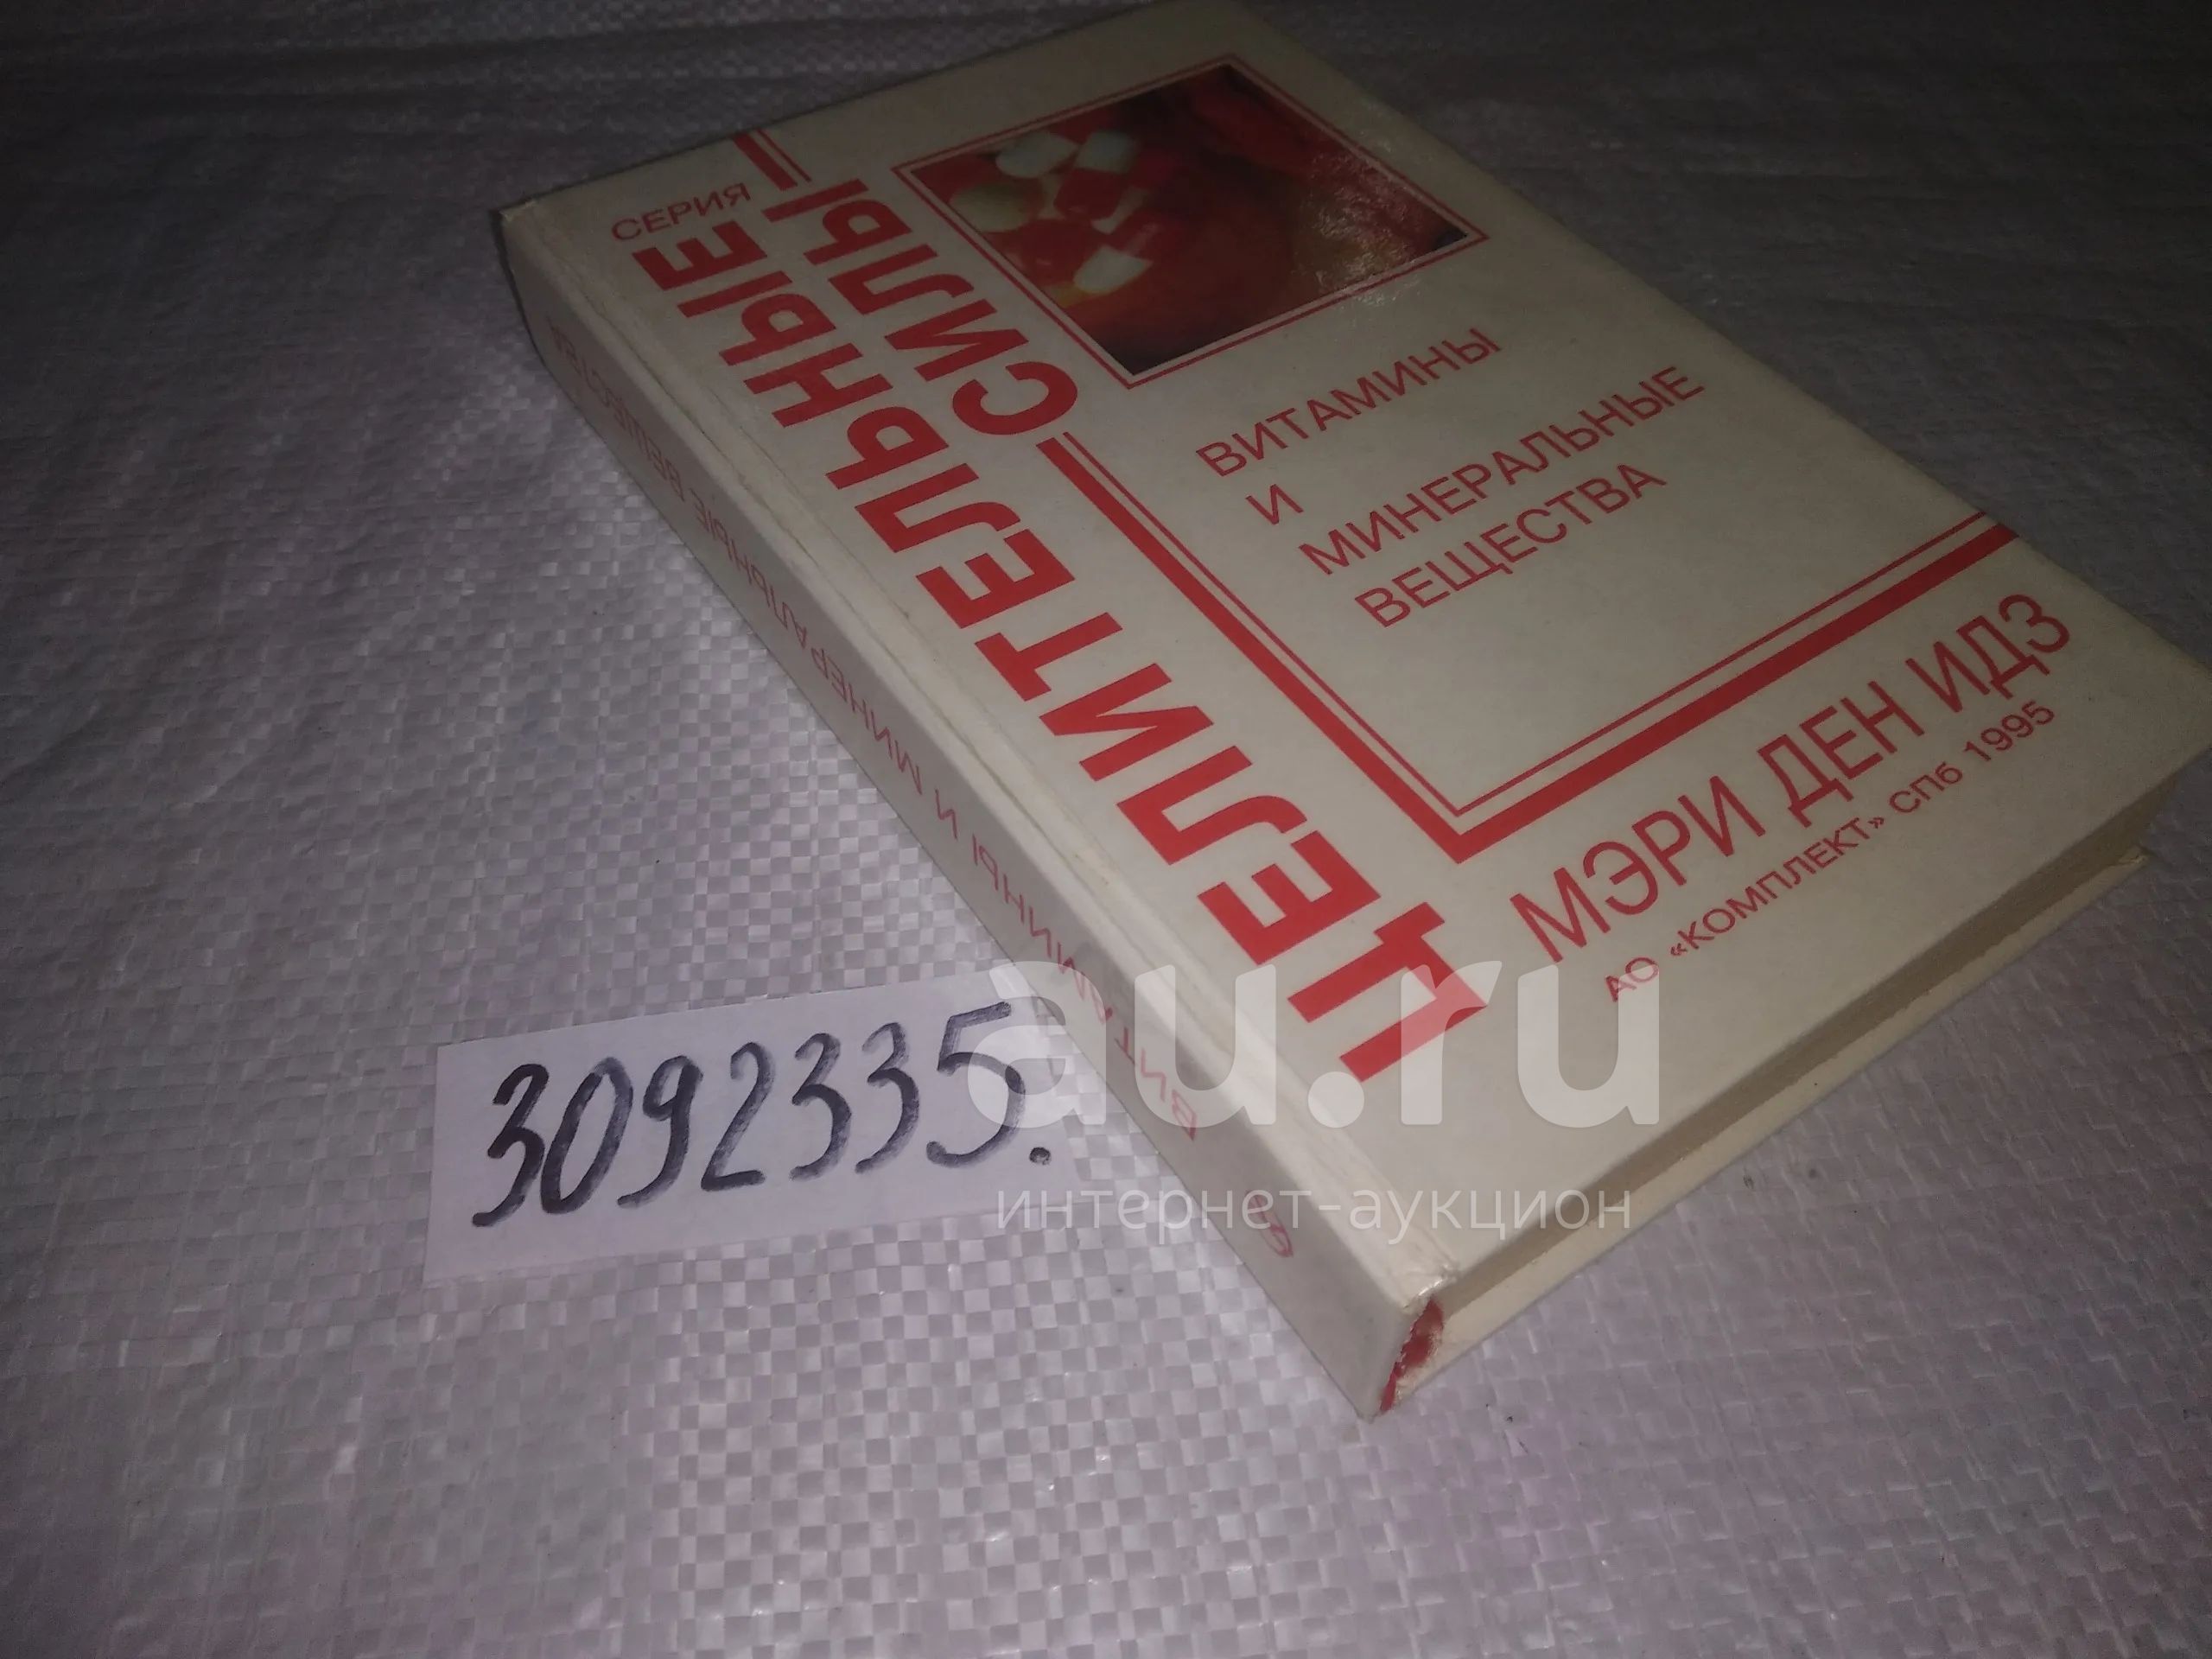 СЕРИЯ
ЦЕЛИТЕЛЬНЫЕ
СИЛЫ
ВИТАМИНЫ
И
МИНЕРАЛЬНЫЕ
ВЕЩЕСТВА
МЭРИ ДЕН ИДЗ
АО «КОМПЛЕКТ» СПб 1995
ВИТАМИНЫ И МИНЕРАЛЬНЫЕ ВЕЩЕСТВА
3092335.
au.ru
интернет-аукцион